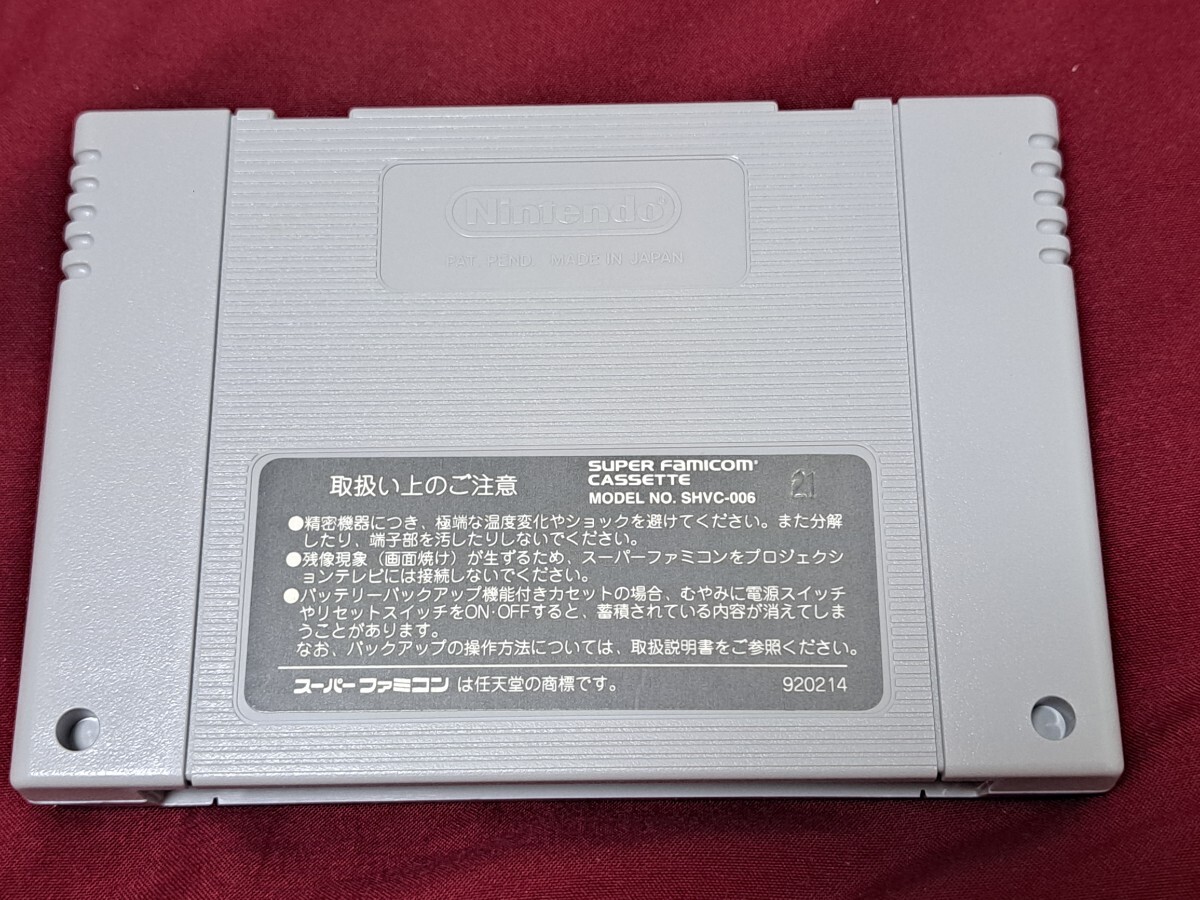 Nintendo®
PAT. PEND. MADE IN JAPAN
取扱い上のご注意
SUPER FAMICOM
CASSETTE
MODEL NO. SHVC-006
21
●精密機器につき、極端な温度変化やショックを避けてください。また分解
したり、端子部を汚したりしないでください。
●残像現象(画面焼け)が生ずるため、スーパーファミコンをプロジェクシ
ョンテレビには接続しないでください。
●バッテリーバックアップ機能付きカセットの場合、むやみに電源スイッチ
やリセットスイッチをON・OFFすると、蓄積されている内容が消えてしま
うことがあります。
なお、バックアップの操作方法については、取扱説明書をご参照ください。
スーパーファミコン は任天堂の商標です。
920214